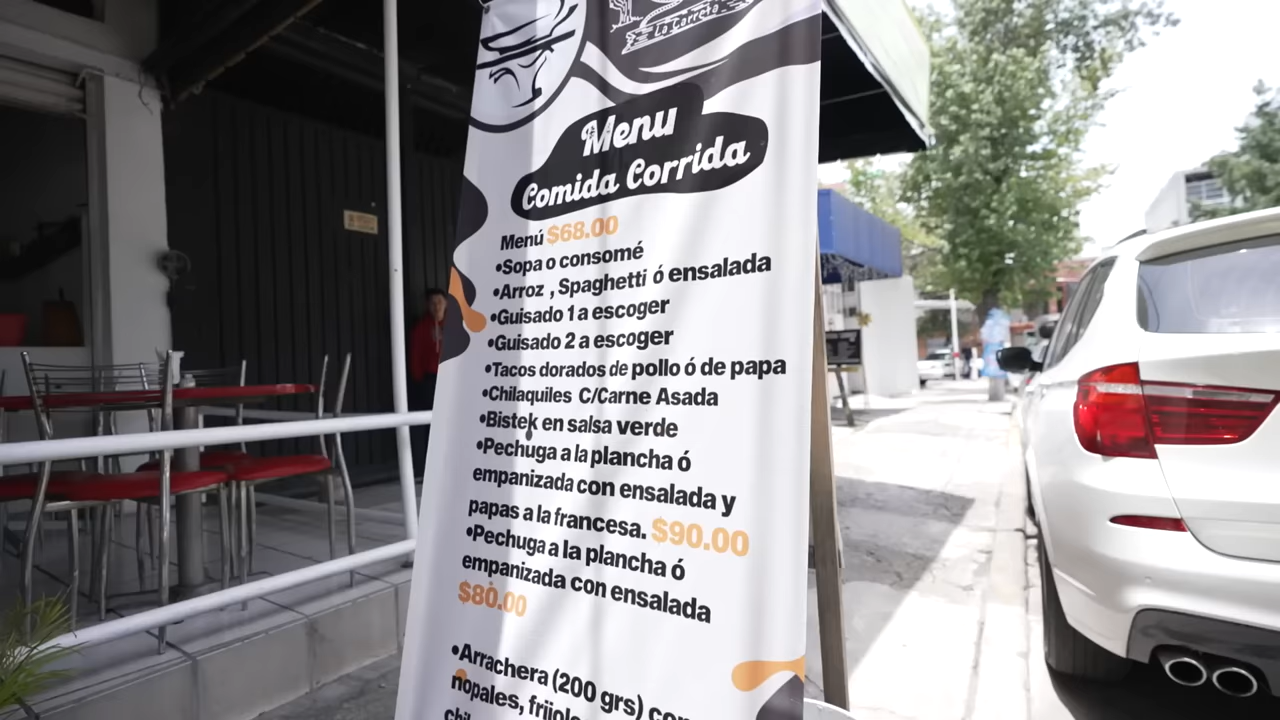 La Carreta
Menu
Comida Corrida
Menú $68.00
•Sopa o consomé
•Arroz , Spaghetti ó ensalada
•Guisado 1 a escoger
•Guisado 2 a escoger
•Tacos dorados de pollo ó de papa
•Chilaquiles C/Carne Asada
•Bistek en salsa verde
•Pechuga a la plancha ó
empanizada con ensalada y
papas a la francesa. $90.00
•Pechuga a la plancha ó
empanizada con ensalada
$80.00
•Arrachera (200 grs) con
nopales,